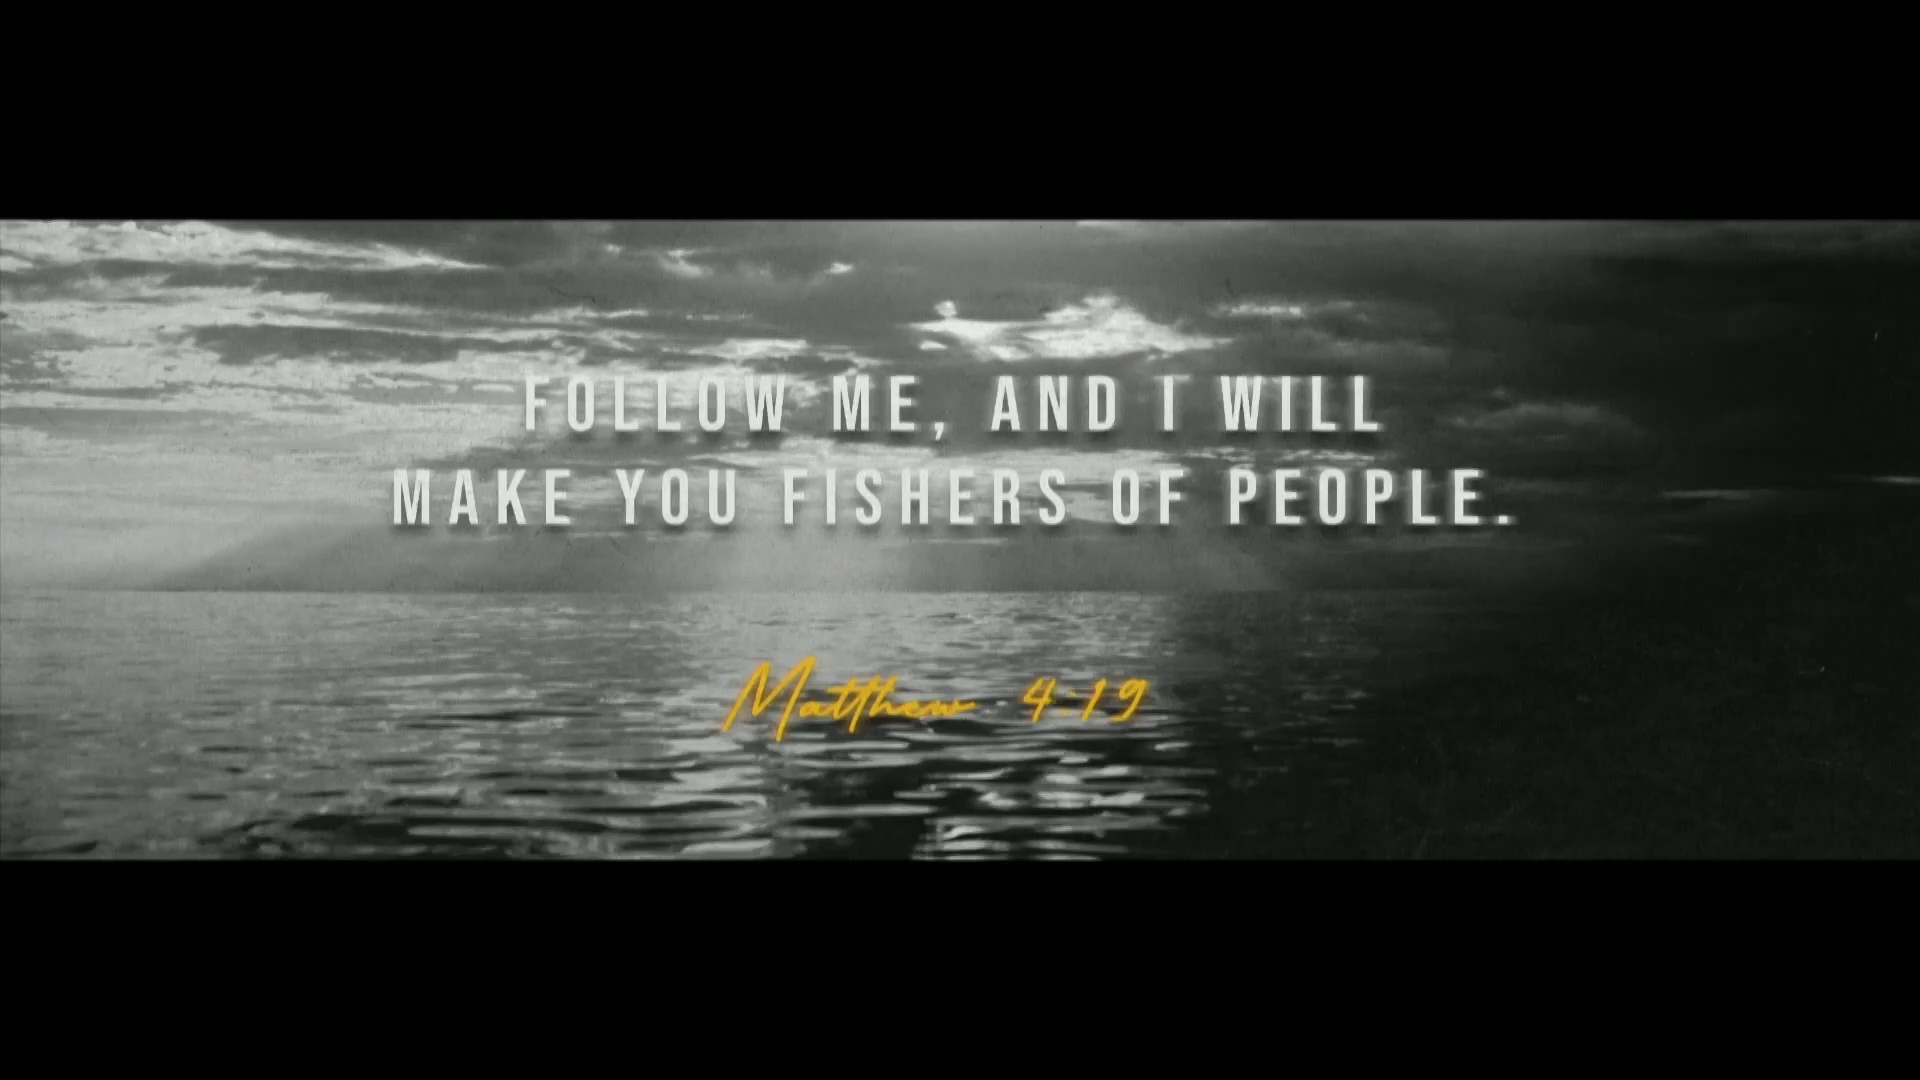 FOLLOW ME, AND I WILL
MAKE YOU FISHERS OF PEOPLE.
Matthew 4:19